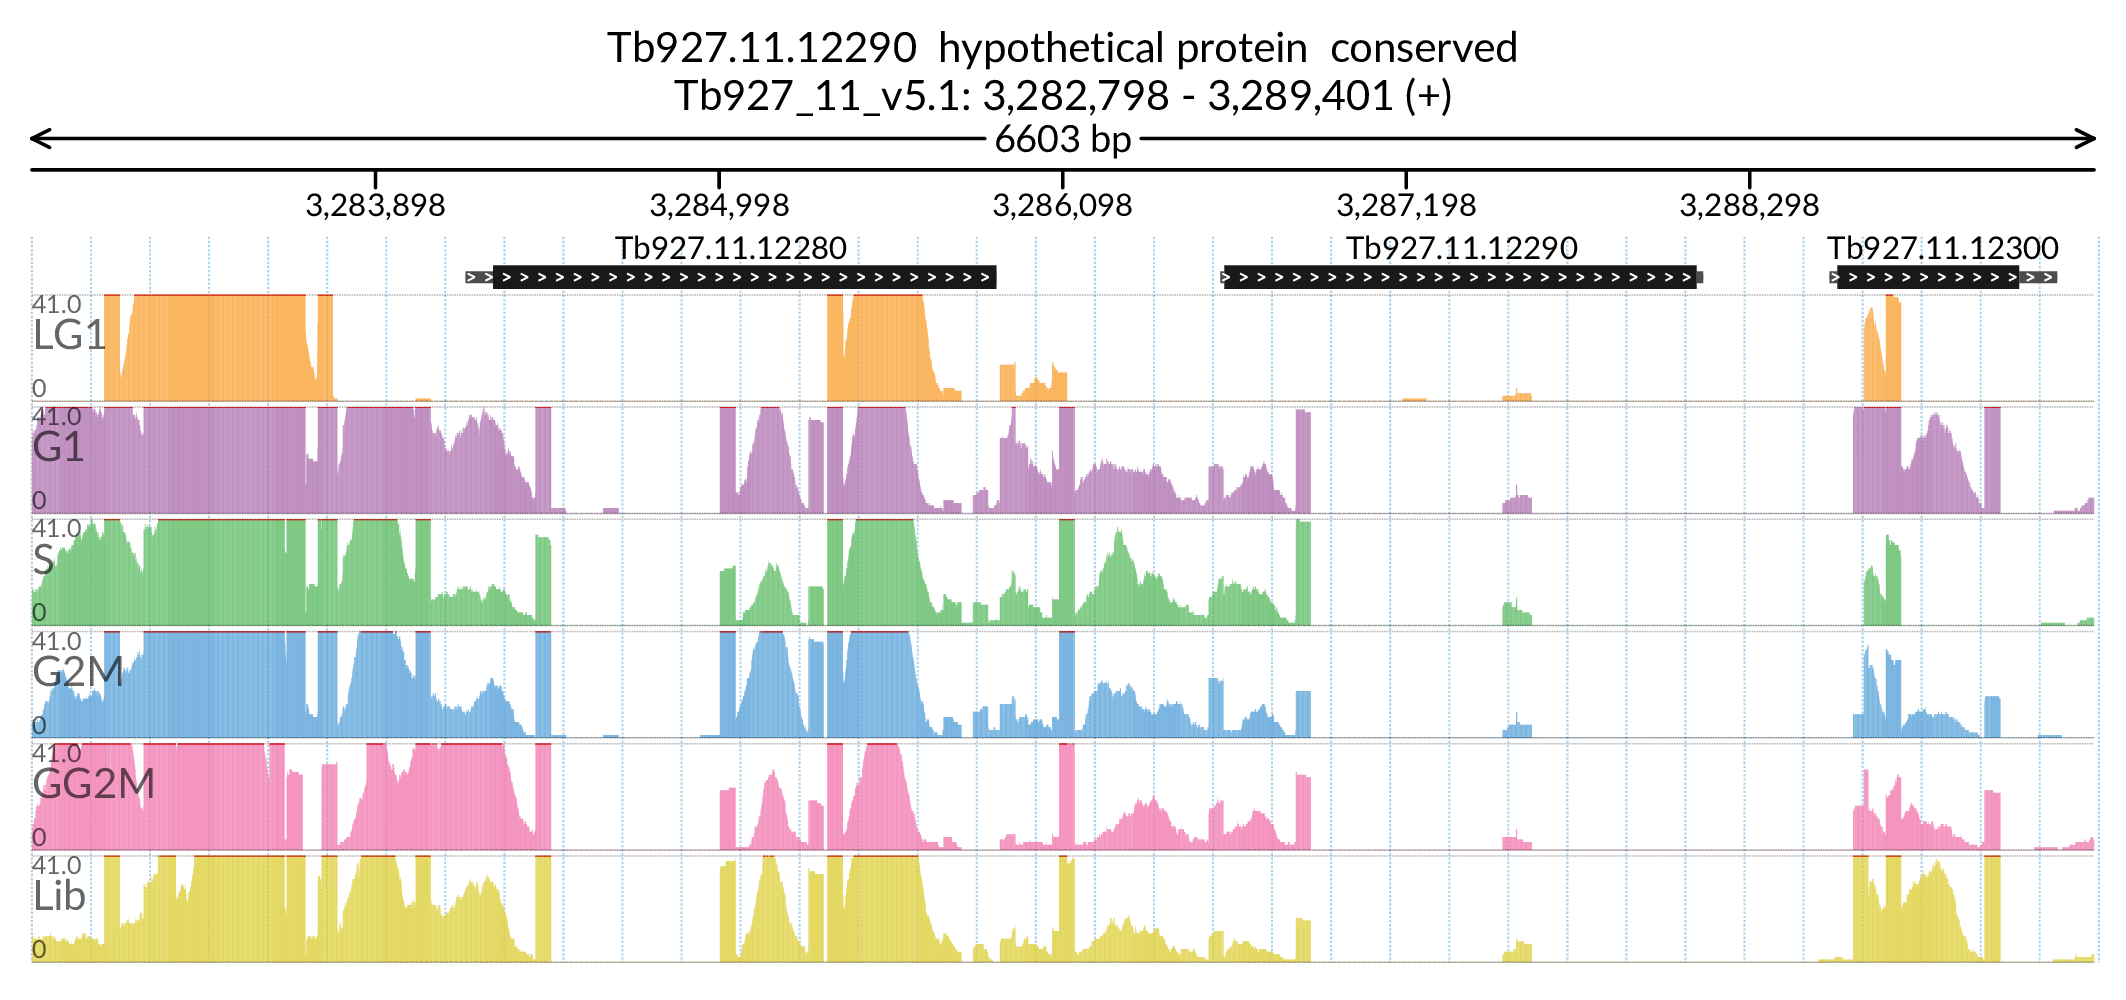 Tb927.11.12290 hypothetical protein conserved
Tb927_11_v5.1: 3,282,798 - 3,289,401 (+)
6603 bp
3,283,898 3,284,998 3,286,098 3,287,198 3,288,298
Tb927.11.12280 Tb927.11.12290 Tb927.11.12300
41.0
LG1
0
41.0
G1
0
41.0
S
0
41.0
G2M
0
41.0
GG2M
0
41.0
Lib
0